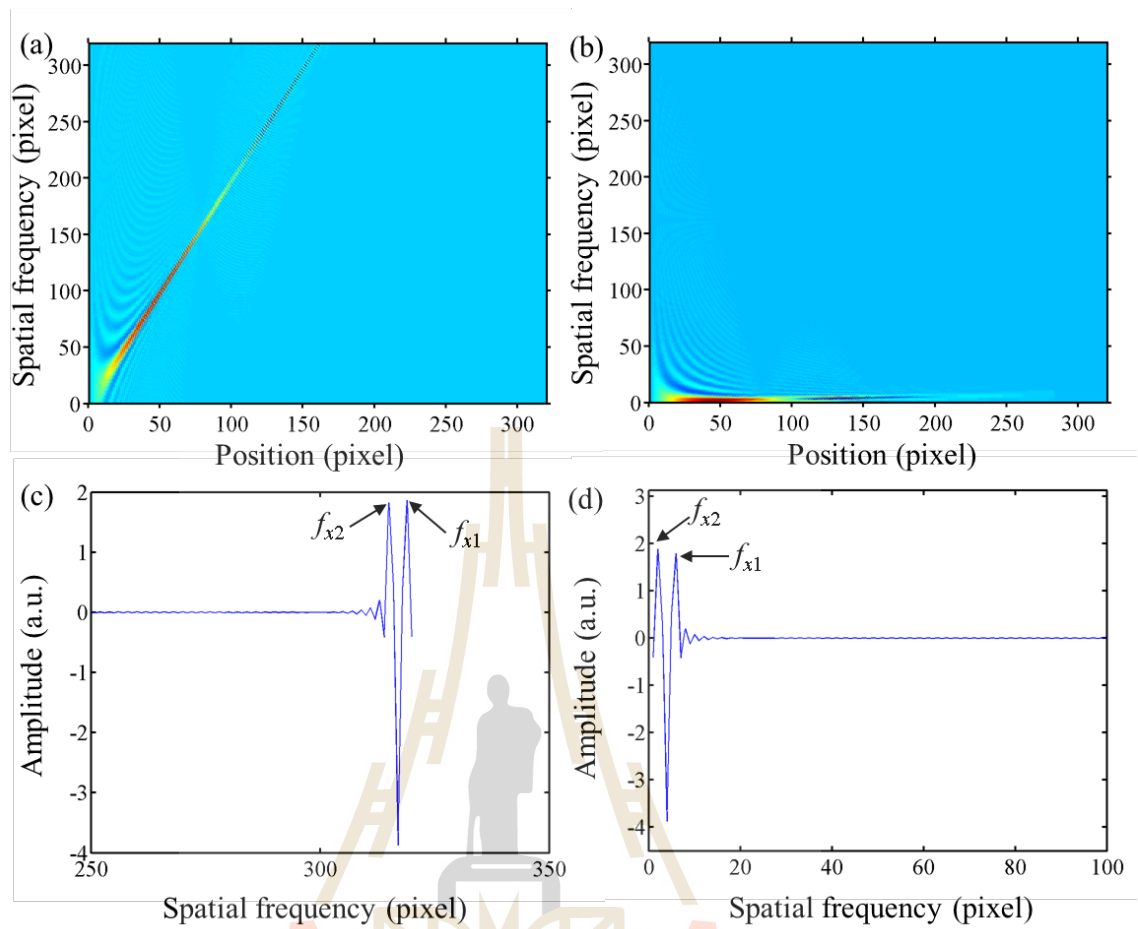 (a)
300
250
200
150
100
50
0
Spatial frequency (pixel)
0 50 100 150 200 250 300
Position (pixel)
(b)
300
250
200
150
100
50
0
Spatial frequency (pixel)
0 50 100 150 200 250 300
Position (pixel)
(c)
2
1
0
-1
-2
-3
-4
Amplitude (a.u.)
fx2
fx1
250 300 350
Spatial frequency (pixel)
(d)
3
2
1
0
-1
-2
-3
-4
Amplitude (a.u.)
fx2
fx1
0 20 40 60 80 100
Spatial frequency (pixel)